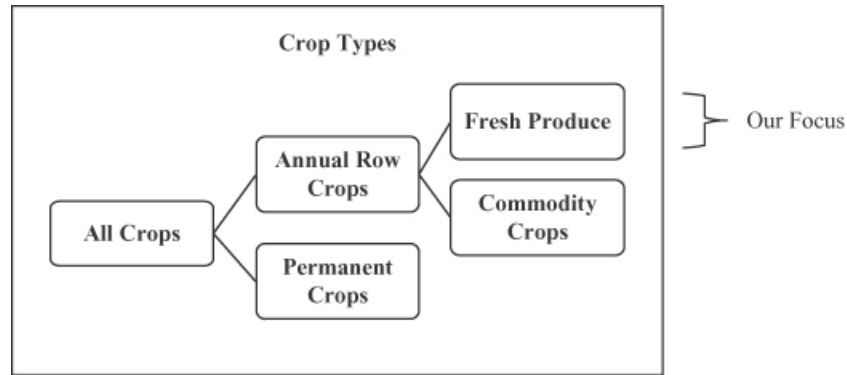 Crop Types
Fresh Produce
Our Focus
Annual Row
Crops
Commodity
Crops
All Crops
Permanent
Crops